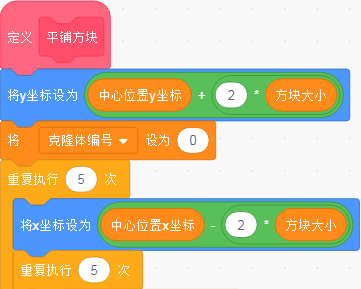 定义 平铺方块
将y坐标设为 中心位置y坐标 + 2 * 方块大小
将 克隆体编号 设为 0
重复执行 5 次
将x坐标设为 中心位置x坐标 - 2 * 方块大小
重复执行 5 次